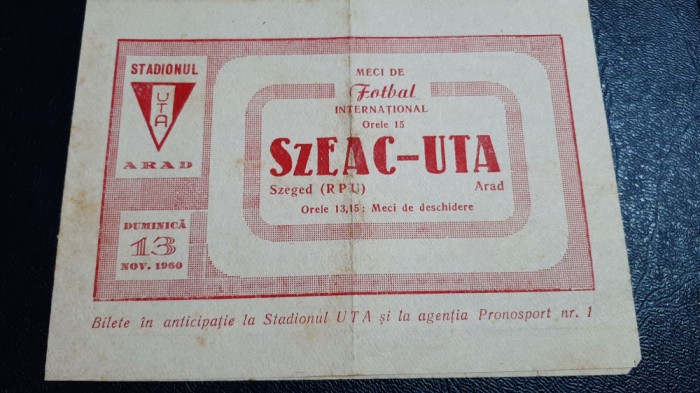 STADIONUL
UTA
ARAD
DUMINICĂ
13
NOV. 1960
MECI DE
Fotbal
INTERNAȚIONAL
Orele 15
SzEAC–UTA
Szeged (RPU) Arad
Orele 13,15: Meci de deschidere
Bilete în anticipație la Stadionul UTA și la agenția Pronosport nr. 1